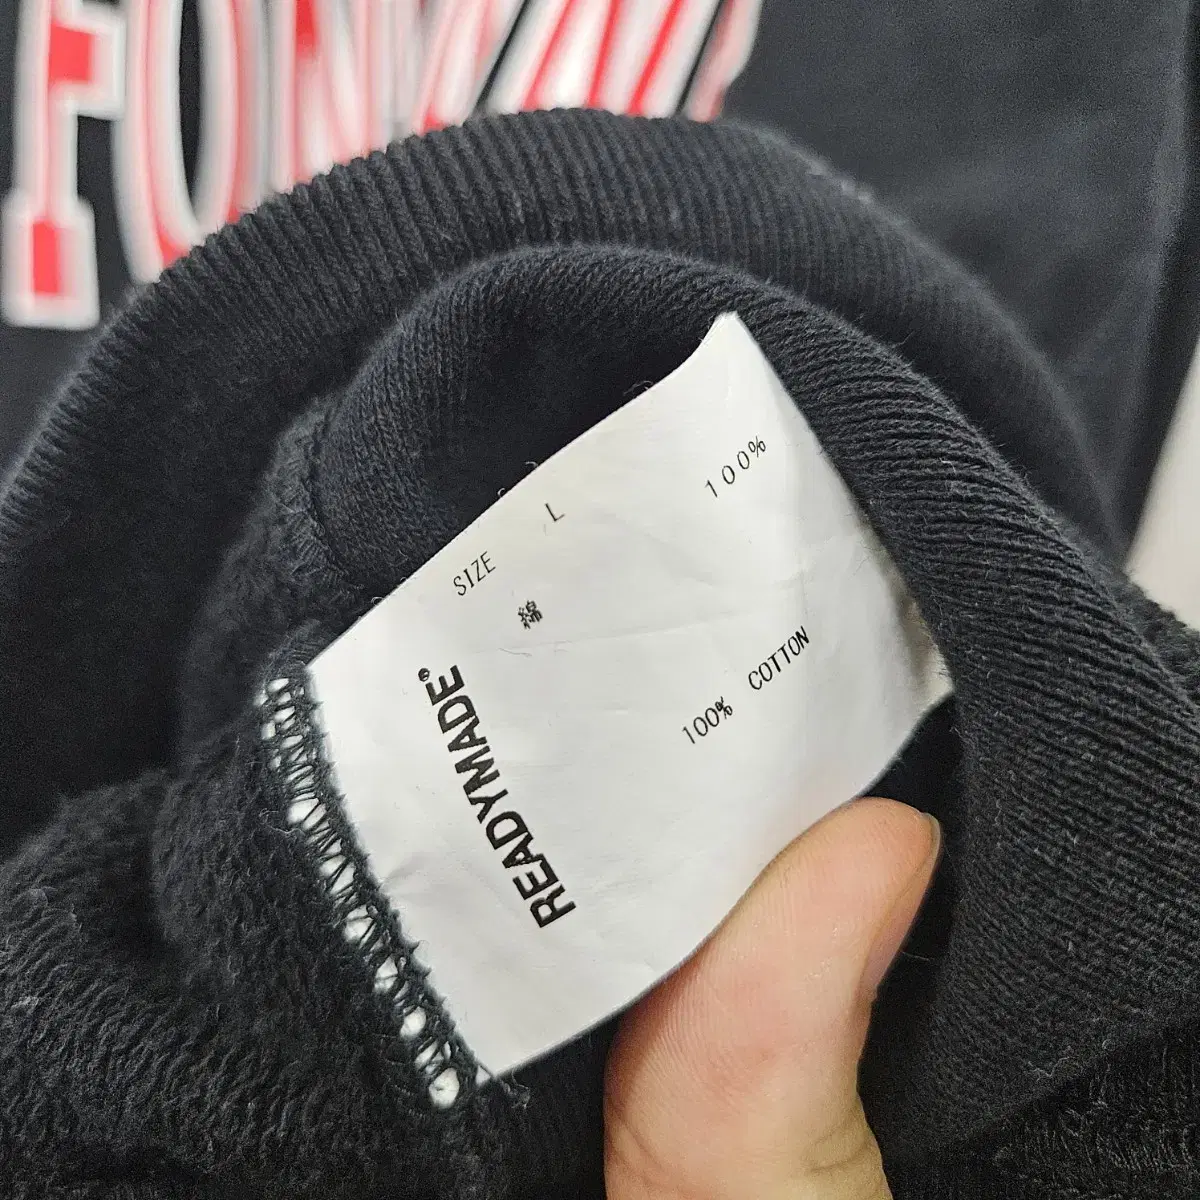 READYMADE®
SIZE L
綿 100%
100% COTTON